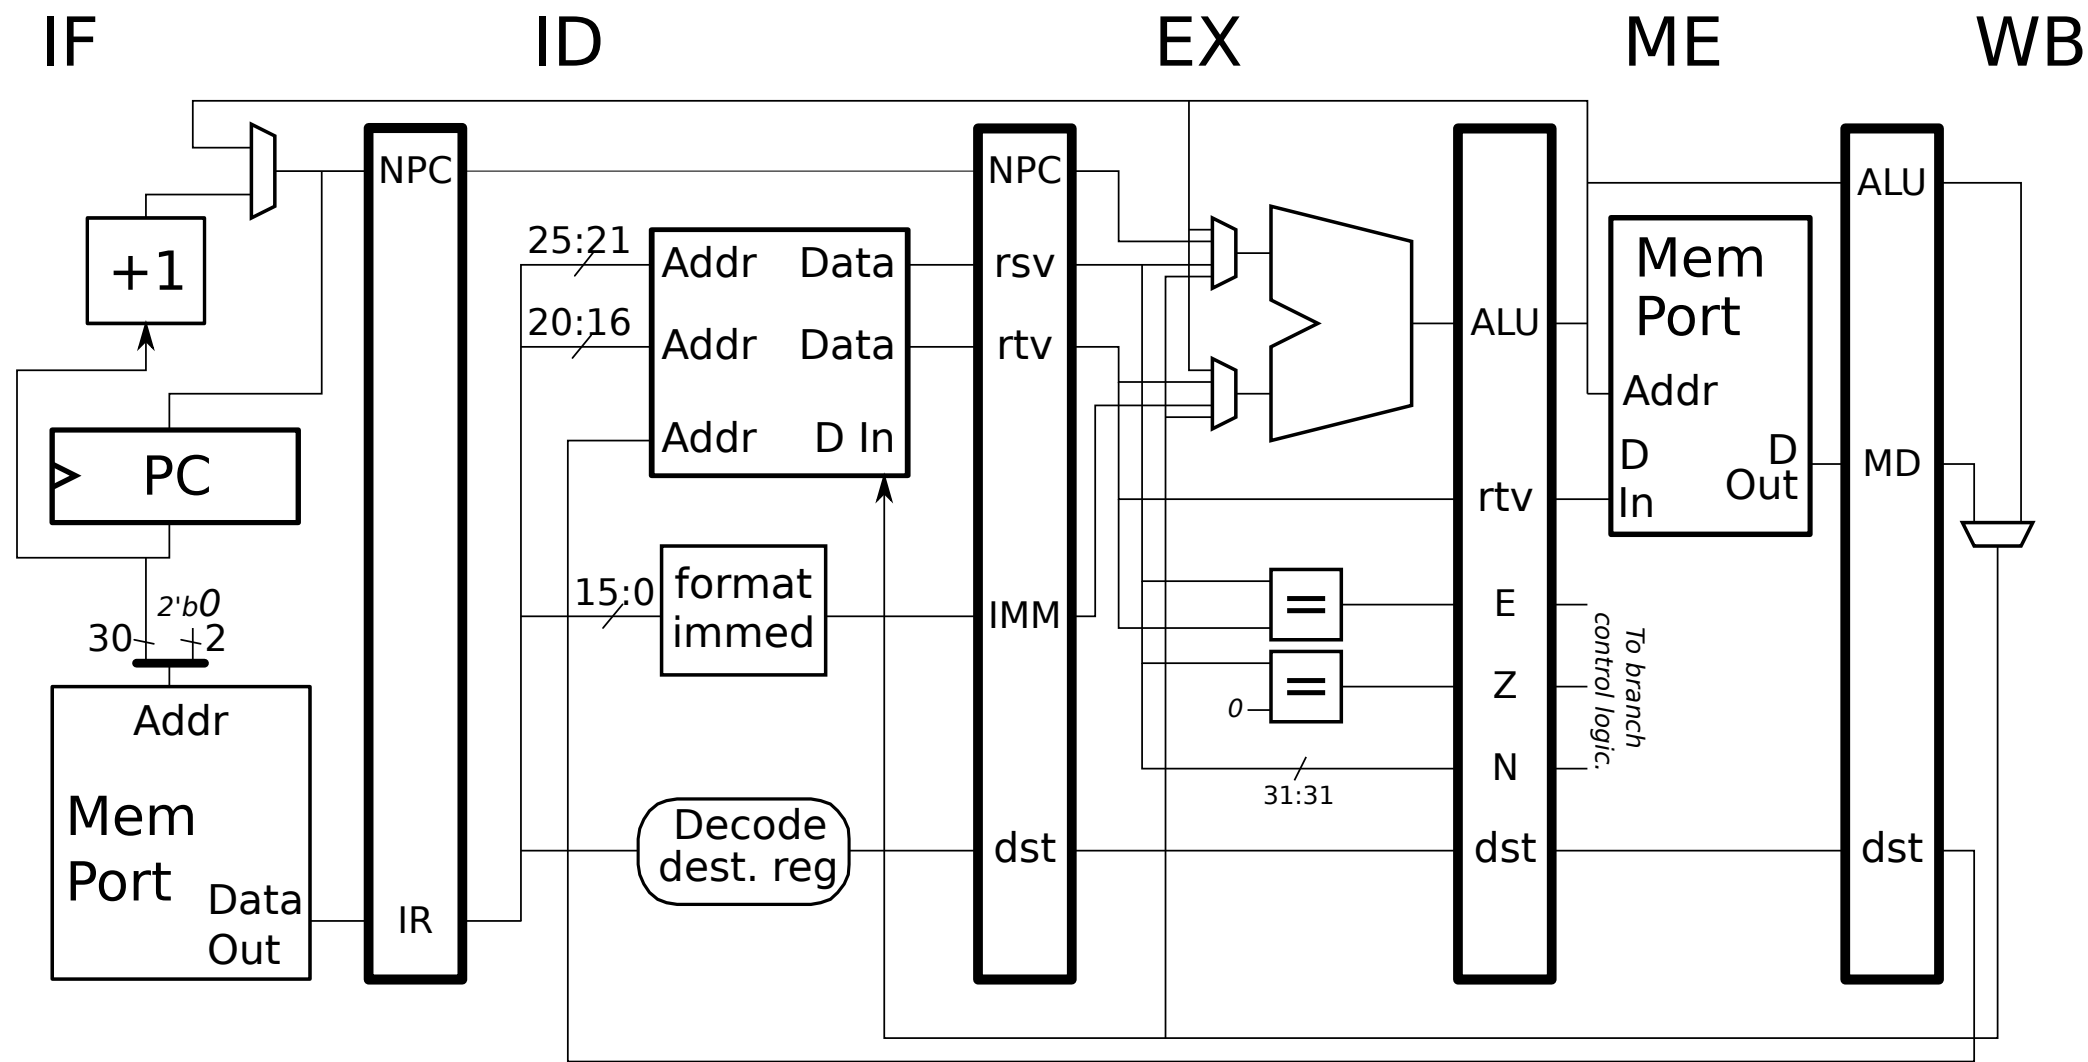 IF
ID
EX
ME
WB
+1
PC
2'b0
30
2
Addr
Mem
Port
Data
Out
NPC
IR
25:21
20:16
Addr Data
Addr Data
Addr D In
15:0
format
immed
Decode
dest. reg
NPC
rsv
rtv
IMM
dst
=
=
0
31:31
ALU
rtv
E
Z
N
dst
To branch
control logic.
Mem
Port
Addr
D
In
D
Out
ALU
MD
dst